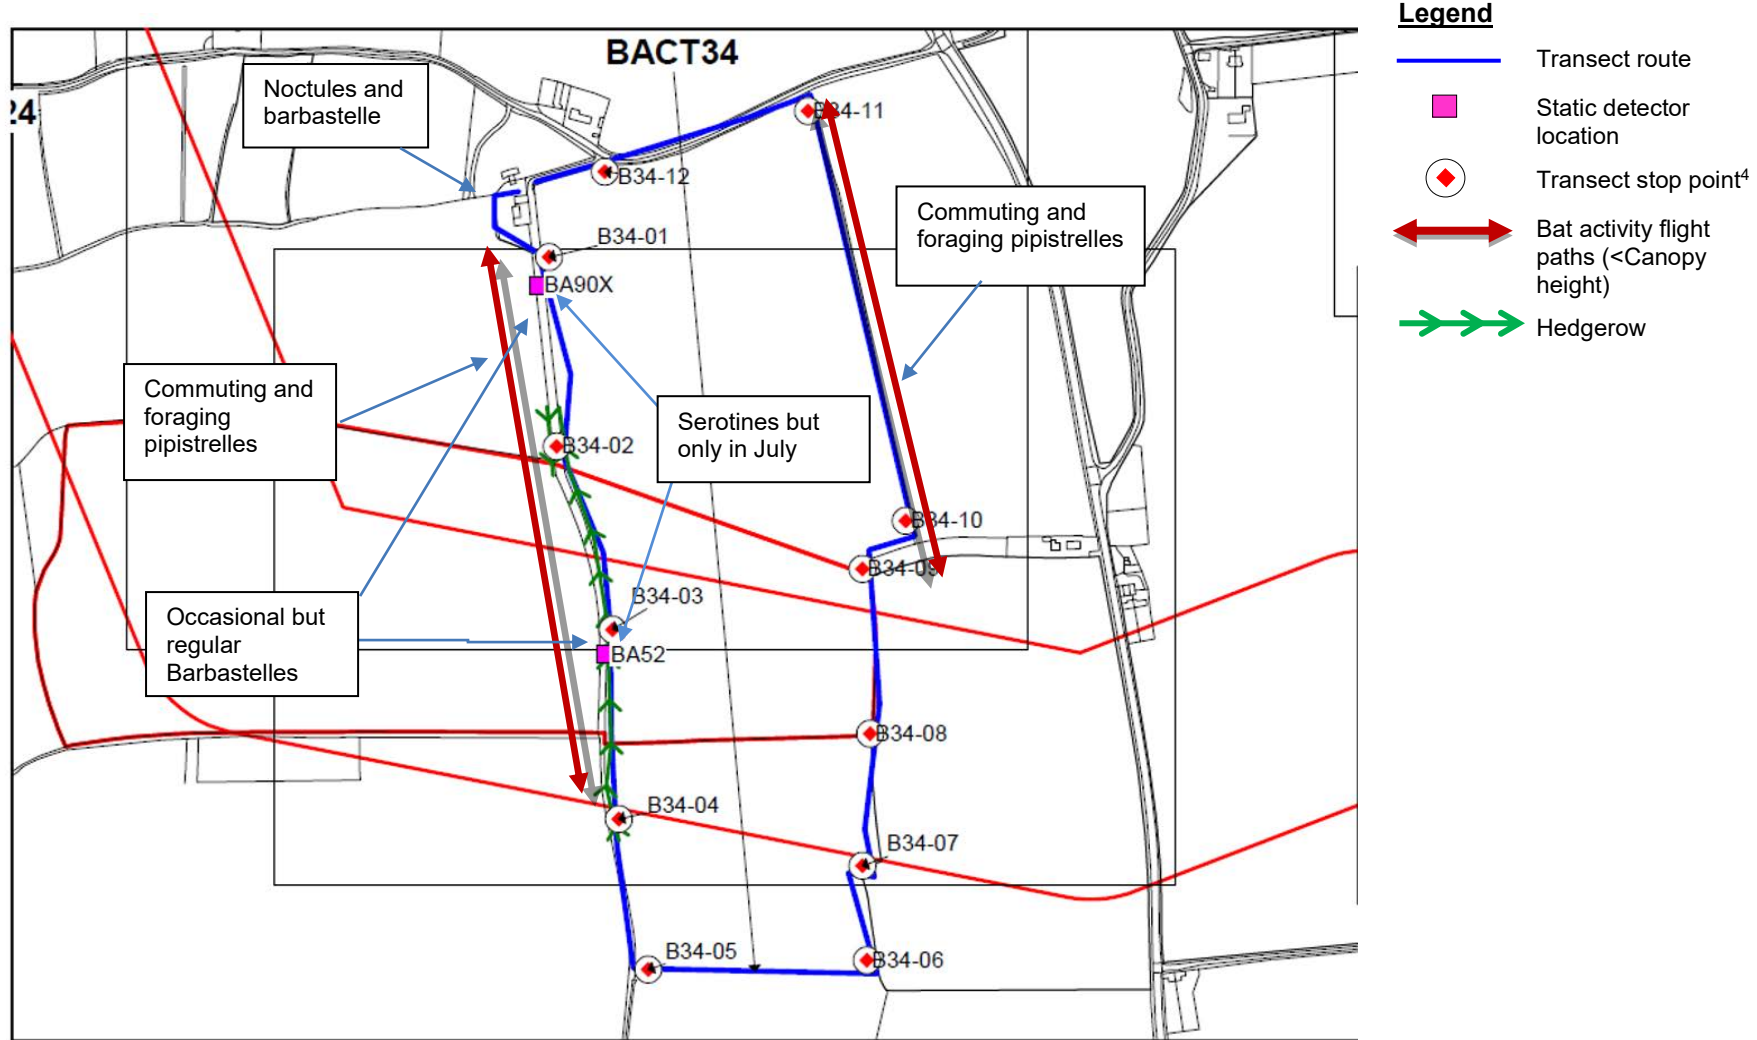 Legend
BACT34
Transect route
Noctules and
barbastelle
24
Static detector
location
B34-11
B34-12
Transect stop point4
Commuting and
foraging pipistrelles
Bat activity flight
paths (<Canopy
height)
B34-01
BA90X
Hedgerow
Commuting and
foraging
pipistrelles
Serotines but
only in July
B34-02
B34-10
B34-09
B34-03
Occasional but
regular
Barbastelles
BA52
B34-08
B34-04
B34-07
B34-05
B34-06